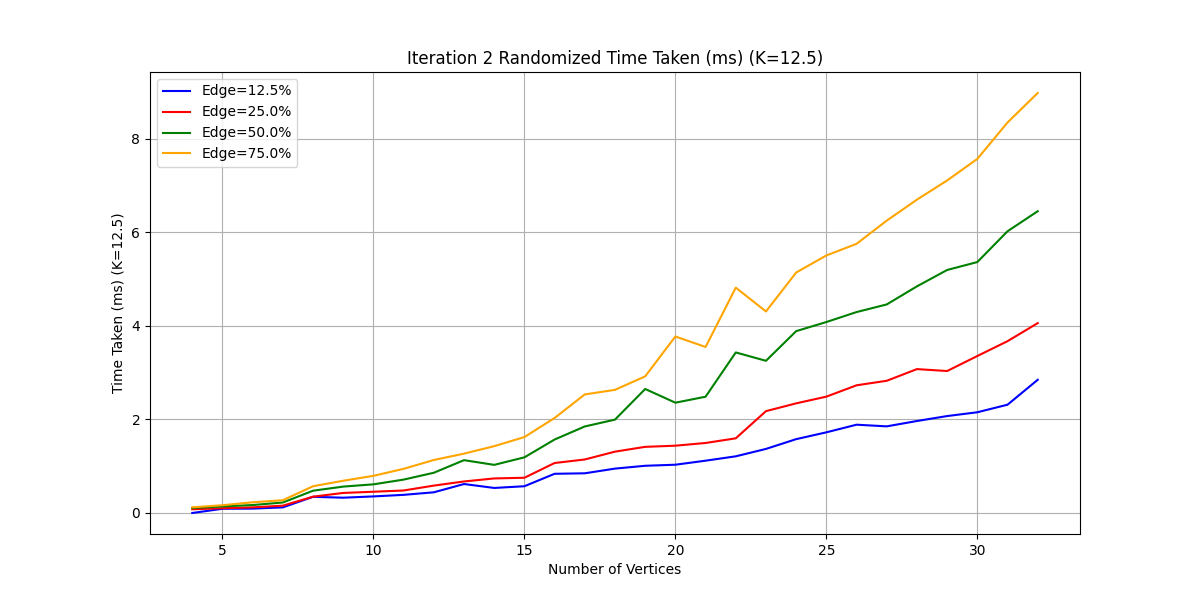 Iteration 2 Randomized Time Taken (ms) (K=12.5)
Edge=12.5%
Edge=25.0%
Edge=50.0%
Edge=75.0%
Time Taken (ms) (K=12.5)
8
6
4
2
0
5 10 15 20 25 30
Number of Vertices